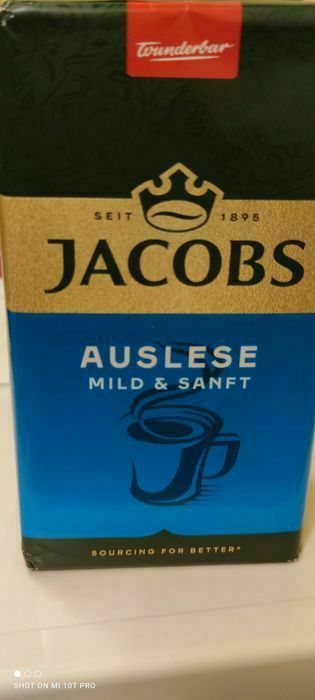 Wunderbar
SEIT 1895
JACOBS
AUSLESE
MILD & SANFT
SOURCING FOR BETTER*
SHOT ON MI 10T PRO